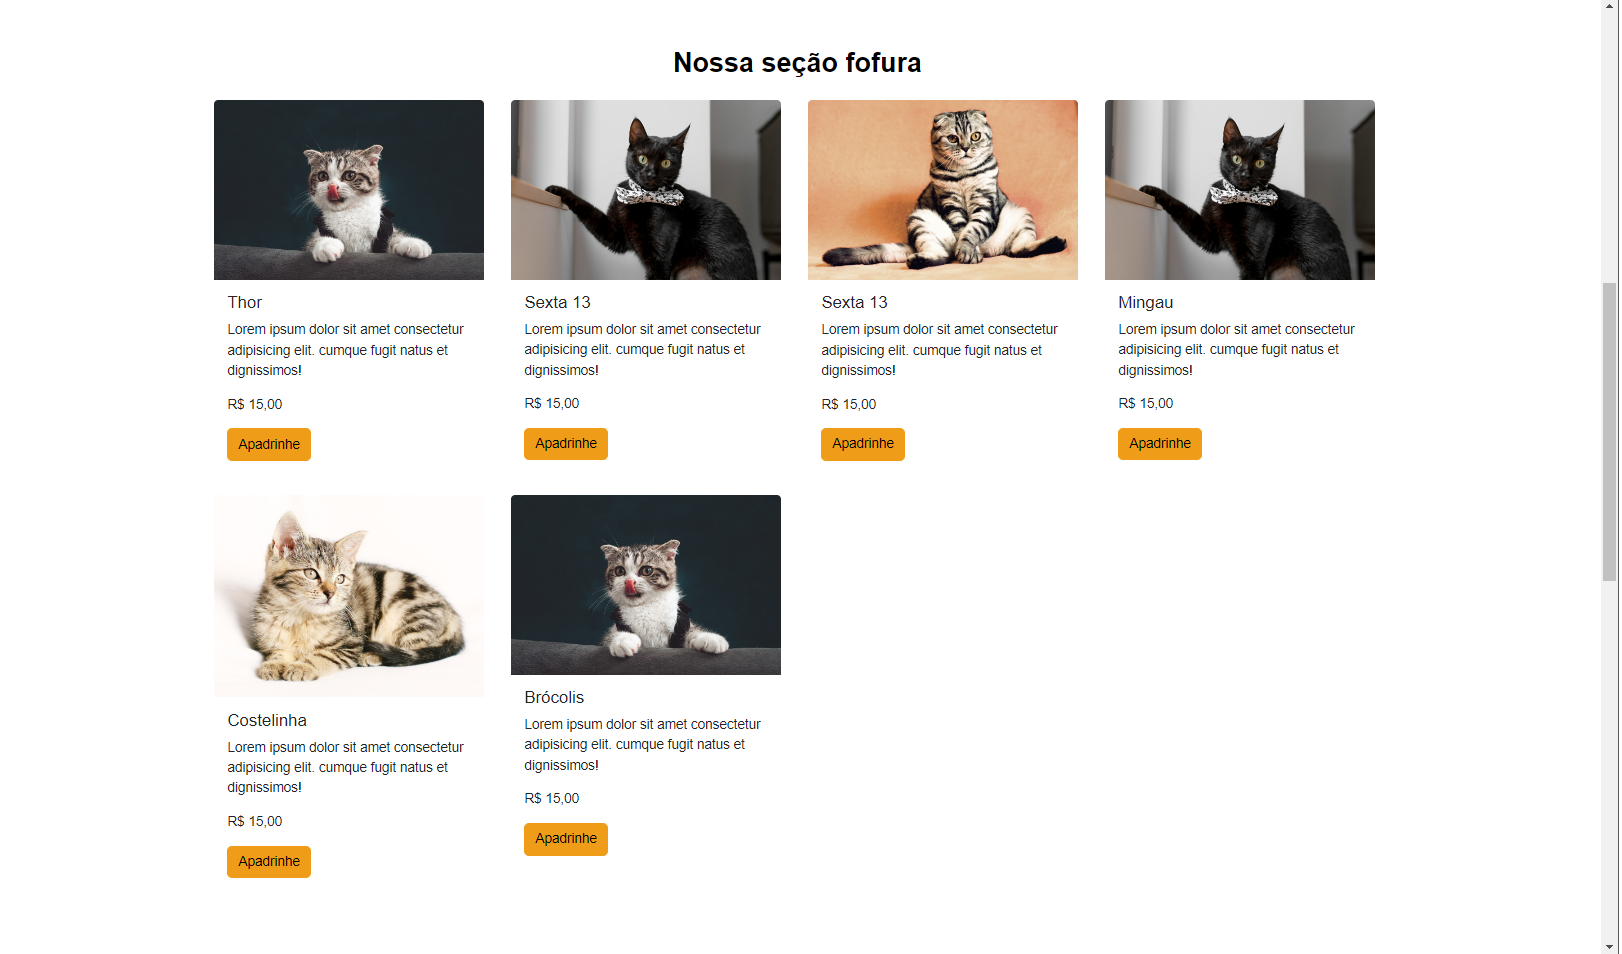 Nossa seção fofura
Thor
Lorem ipsum dolor sit amet consectetur
adipisicing elit. cumque fugit natus et
dignissimos!
R$ 15,00
Apadrinhe
Sexta 13
Lorem ipsum dolor sit amet consectetur
adipisicing elit. cumque fugit natus et
dignissimos!
R$ 15,00
Apadrinhe
Sexta 13
Lorem ipsum dolor sit amet consectetur
adipisicing elit. cumque fugit natus et
dignissimos!
R$ 15,00
Apadrinhe
Mingau
Lorem ipsum dolor sit amet consectetur
adipisicing elit. cumque fugit natus et
dignissimos!
R$ 15,00
Apadrinhe
Costelinha
Lorem ipsum dolor sit amet consectetur
adipisicing elit. cumque fugit natus et
dignissimos!
R$ 15,00
Apadrinhe
Brócolis
Lorem ipsum dolor sit amet consectetur
adipisicing elit. cumque fugit natus et
dignissimos!
R$ 15,00
Apadrinhe